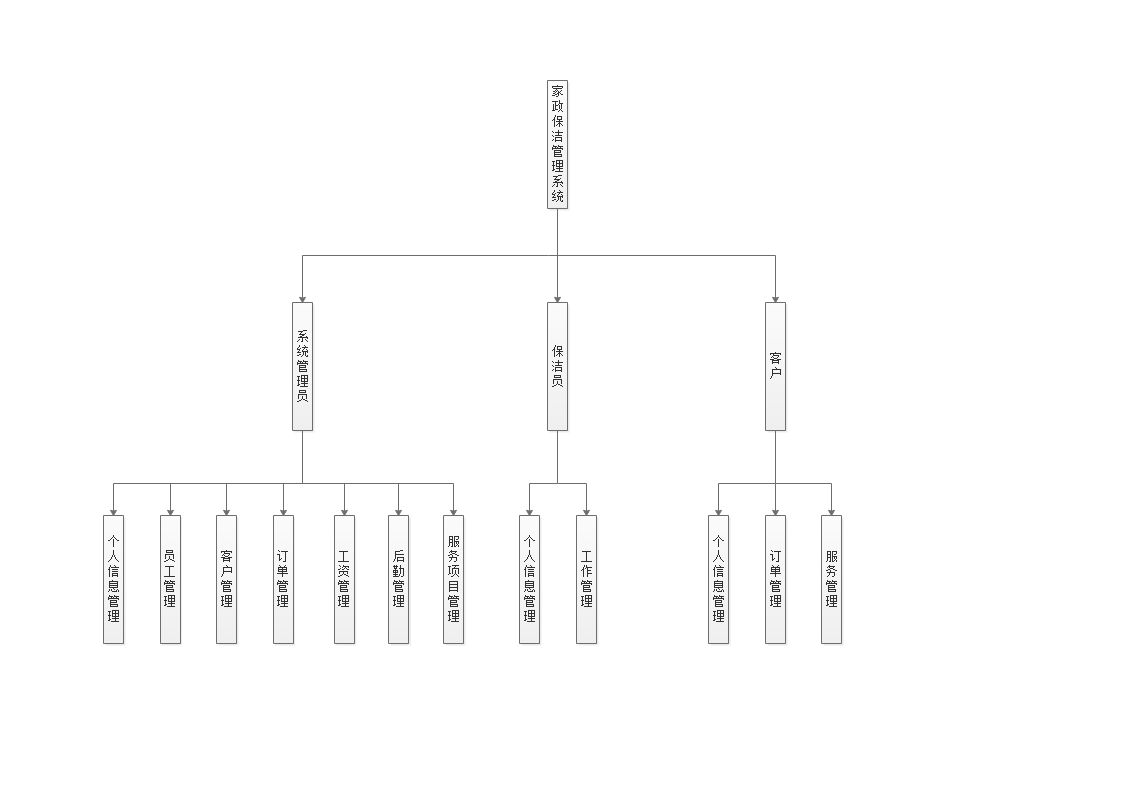 家政保洁管理系统
系统管理员
保洁员
客户
个人信息管理
员工管理
客户管理
订单管理
工资管理
后勤管理
服务项目管理
个人信息管理
工作管理
个人信息管理
订单管理
服务管理